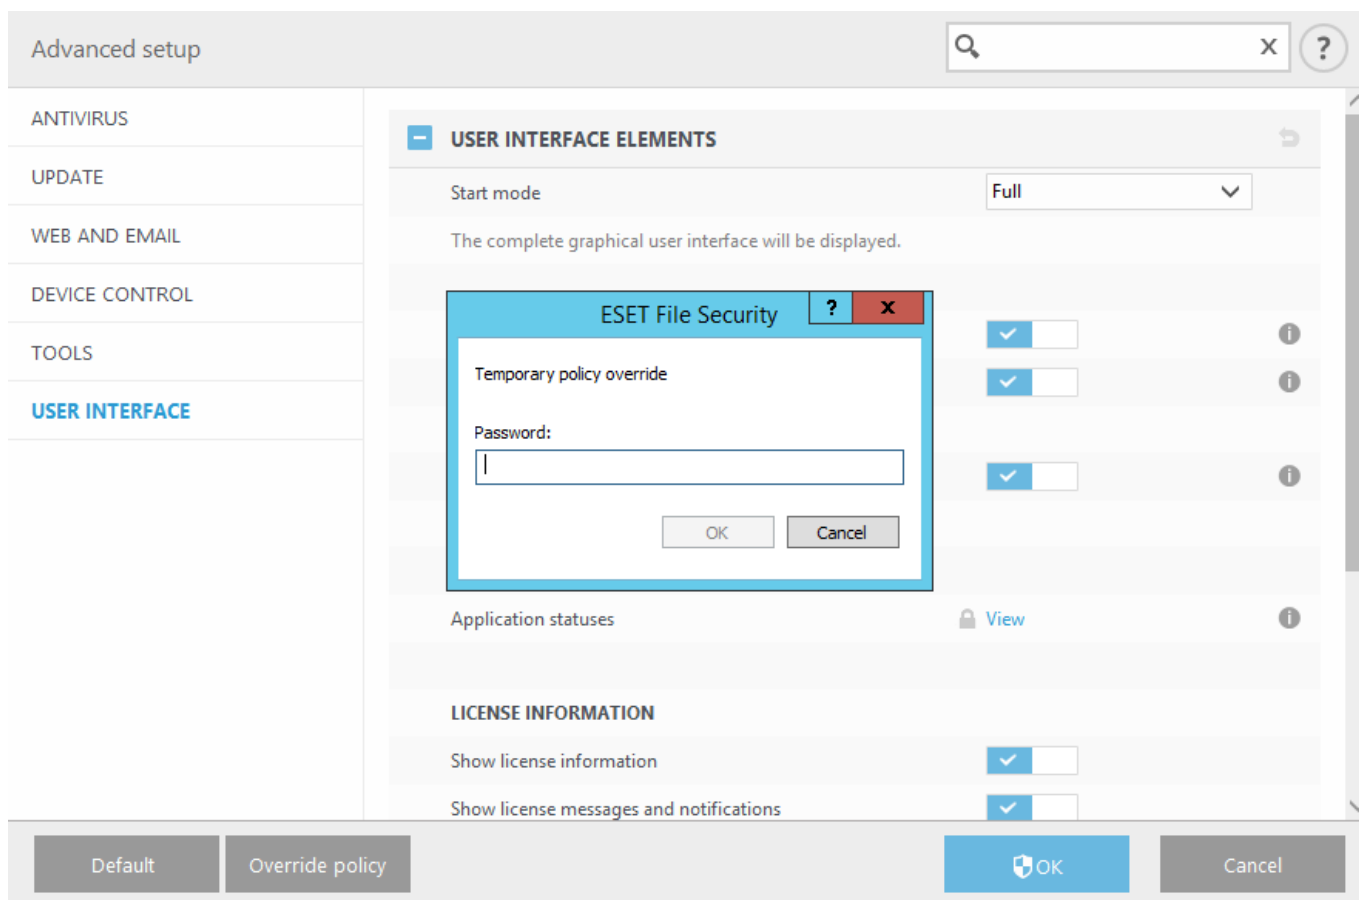 Advanced setup
x
?
ANTIVIRUS
UPDATE
WEB AND EMAIL
DEVICE CONTROL
TOOLS
USER INTERFACE
USER INTERFACE ELEMENTS
Start mode
Full
The complete graphical user interface will be displayed.
ESET File Security
?
x
Temporary policy override
Password:
OK
Cancel
Application statuses
View
LICENSE INFORMATION
Show license information
Show license messages and notifications
Default
Override policy
OK
Cancel